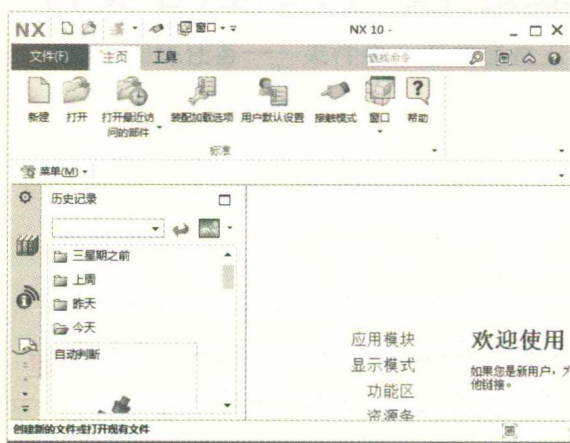 NX 窗口 NX 10 -
文件(F) 主页 工具 查找命令
新建 打开 打开最近访问的部件 装配加载选项 用户默认设置 接触模式 窗口 帮助
标准
菜单(M)
历史记录
三星期之前
上周
昨天
今天
自动判断
应用模块
显示模式
功能区
资源条
欢迎使用
如果您是新用户，
他链接。
创建新的文件或打开现有文件